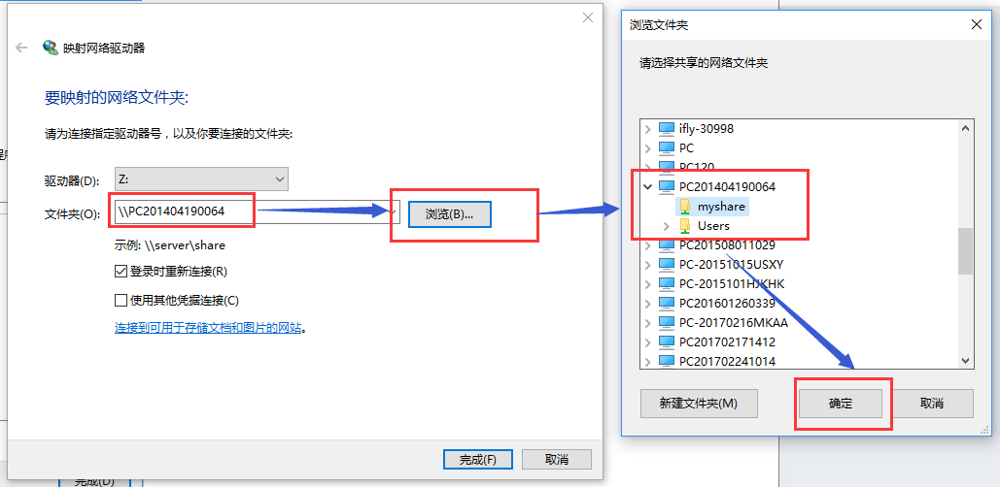 映射网络驱动器
要映射的网络文件夹:
请为连接指定驱动器号，以及你要连接的文件夹:
驱动器(D):
Z:
文件夹(O):
\\PC201404190064
浏览(B)...
示例: \\server\share
登录时重新连接(R)
使用其他凭据连接(C)
连接到可用于存储文档和图片的网站。
完成(F)
取消
完成(D)
浏览文件夹
请选择共享的网络文件夹
ifly-30998
PC
PC120
PC201404190064
myshare
Users
PC201508011029
PC-20151015USXY
PC201601260339
PC-20170216MKAA
PC201702171412
PC201702241014
新建文件夹(M)
确定
取消